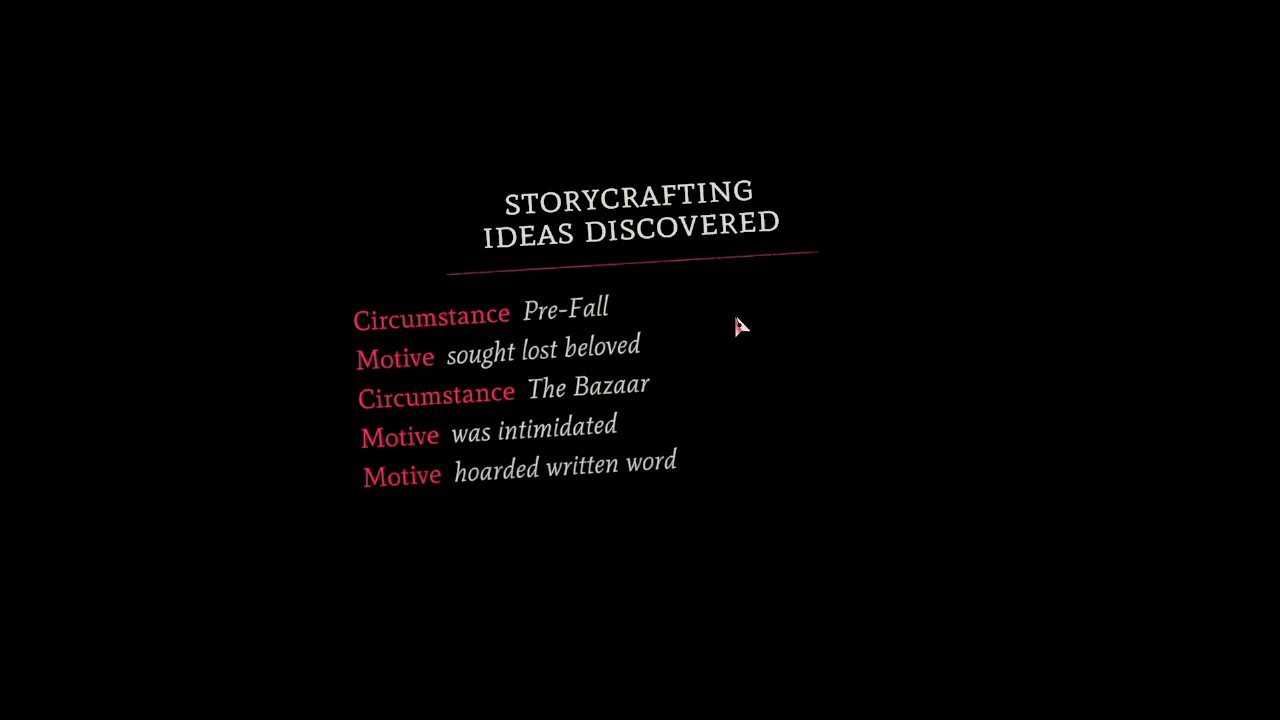 STORYCRAFTING
IDEAS DISCOVERED
Circumstance Pre-Fall
Motive sought lost beloved
Circumstance The Bazaar
Motive was intimidated
Motive hoarded written word